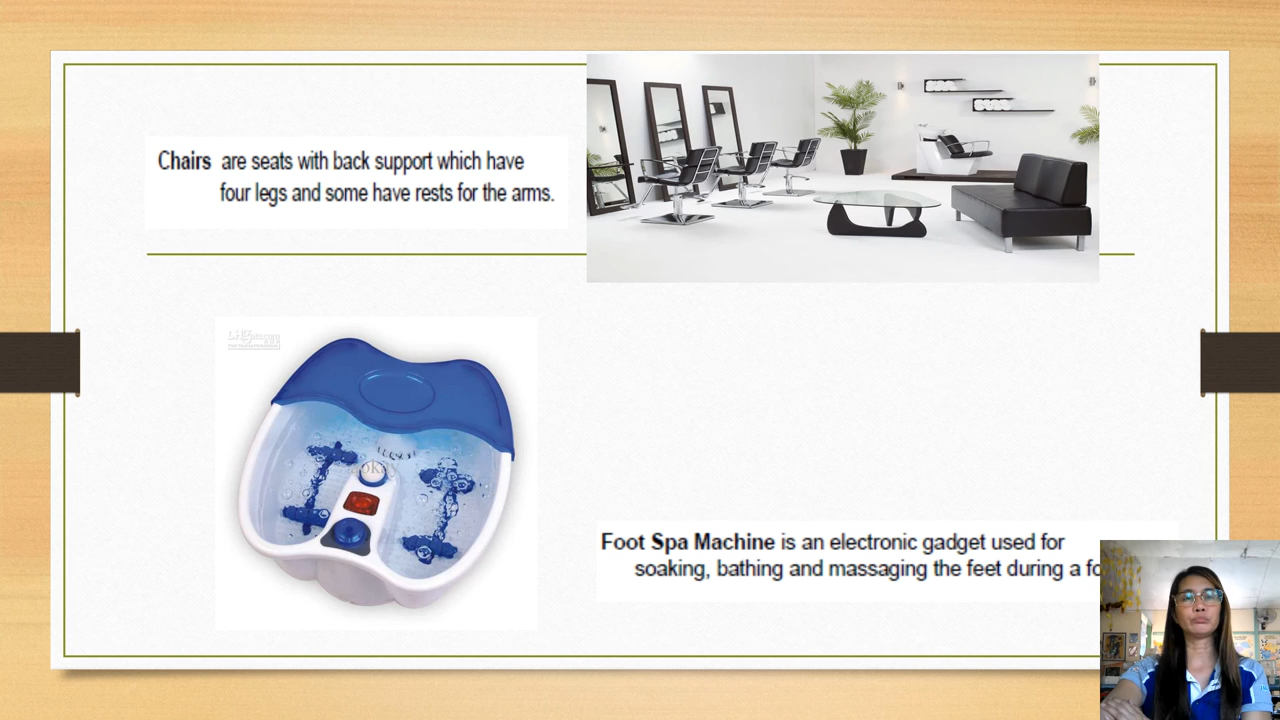 Chairs are seats with back support which have
four legs and some have rests for the arms.
Foot Spa Machine is an electronic gadget used for
soaking, bathing and massaging the feet during a